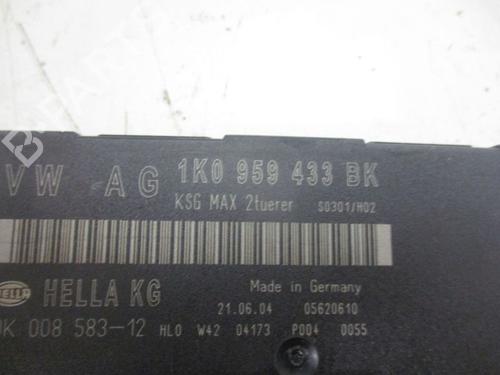 VW AG 1K0 959 433 BK
KSG MAX 2tuerer S0301/H02
HELLA HELLA KG Made in Germany
21.06.04 05620610
008 583-12 HL0 W42 04173 P004 0055